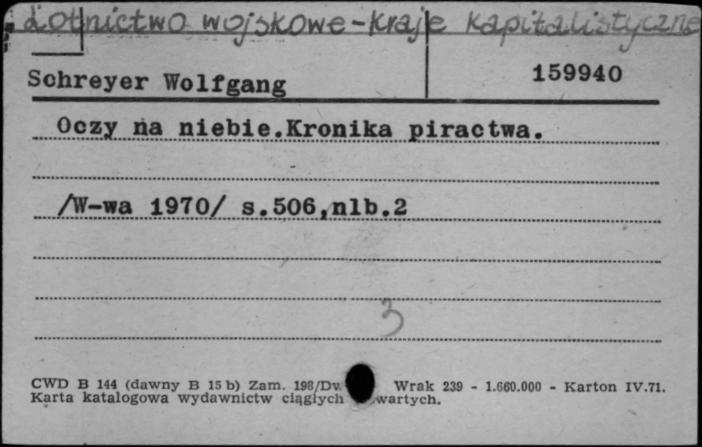 Lotnictwo wojskowe-kraje kapitalistyczne
Schreyer Wolfgang
159940
Oczy na niebie.Kronika piractwa.
/W-wa 1970/ s.506,nlb.2
3
CWD B 144 (dawny B 15 b) Zam. 198/Dw. Wrak 239 - 1.660.000 - Karton IV.71.
Karta katalogowa wydawnictw ciągłych wartych.